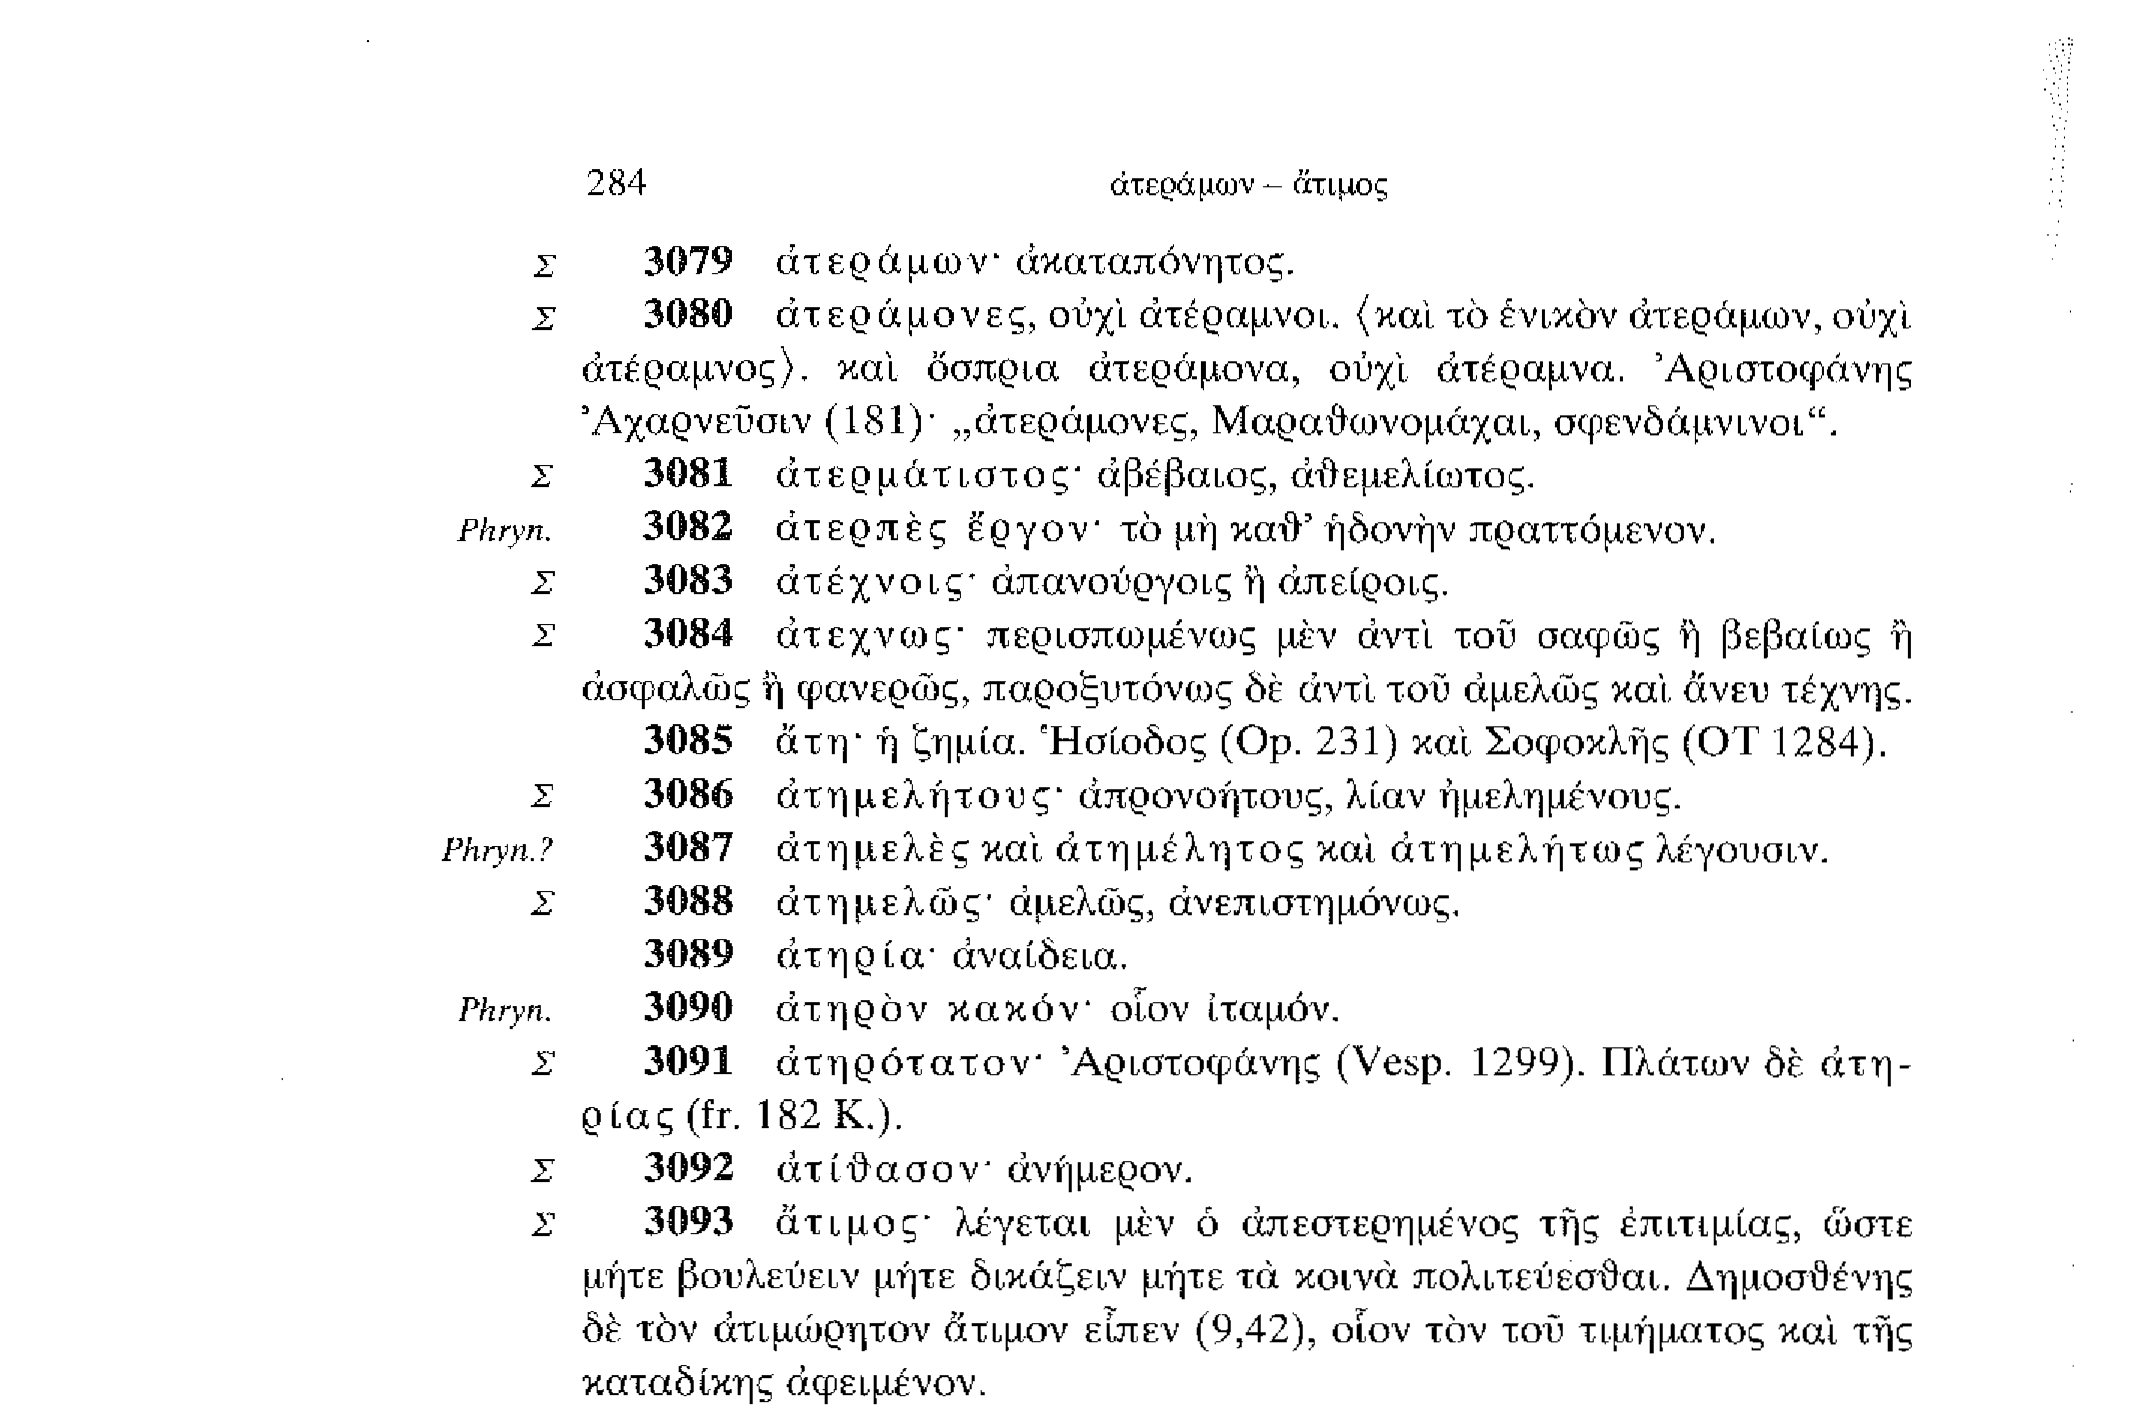 284 ἀτεράμων – ἄτιμος
Σ 3079 ἀτεράμων· ἀκαταπόνητος.
Σ 3080 ἀτεράμονες, οὐχὶ ἀτέραμνοι. ⟨καὶ τὸ ἑνικὸν ἀτεράμων, οὐχὶ
ἀτέραμνος⟩. καὶ ὄσπρια ἀτεράμονα, οὐχὶ ἀτέραμνα. Ἀριστοφάνης
Ἀχαρνεῦσιν (181)· „ἀτεράμονες, Μαραϑωνομάχαι, σφενδάμνινοι“.
Σ 3081 ἀτερμάτιστος· ἀβέβαιος, ἀϑεμελίωτος.
Phryn. 3082 ἀτερπὲς ἔργον· τὸ μὴ καϑ’ ἡδονὴν πραττόμενον.
Σ 3083 ἀτέχνοις· ἀπανούργοις ἢ ἀπείροις.
Σ 3084 ἀτεχνως· περισπωμένως μὲν ἀντὶ τοῦ σαφῶς ἢ βεβαίως ἢ
ἀσφαλῶς ἢ φανερῶς, παροξυτόνως δὲ ἀντὶ τοῦ ἀμελῶς καὶ ἄνευ τέχνης.
3085 ἄτη· ἡ ζημία. Ἡσίοδος (Op. 231) καὶ Σοφοκλῆς (OT 1284).
Σ 3086 ἀτημελήτους· ἀπρονοήτους, λίαν ἠμελημένους.
Phryn.? 3087 ἀτημελὲς καὶ ἀτημέλητος καὶ ἀτημελήτως λέγουσιν.
Σ 3088 ἀτημελῶς· ἀμελῶς, ἀνεπιστημόνως.
3089 ἀτηρία· ἀναίδεια.
Phryn. 3090 ἀτηρὸν κακόν· οἷον ἰταμόν.
Σ 3091 ἀτηρότατον· Ἀριστοφάνης (Vesp. 1299). Πλάτων δὲ ἀτη-
ρίας (fr. 182 K.).
Σ 3092 ἀτίϑασον· ἀνήμερον.
Σ 3093 ἄτιμος· λέγεται μὲν ὁ ἀπεστερημένος τῆς ἐπιτιμίας, ὥστε
μήτε βουλεύειν μήτε δικάζειν μήτε τὰ κοινὰ πολιτεύεσϑαι. Δημοσϑένης
δὲ τὸν ἀτιμώρητον ἄτιμον εἶπεν (9,42), οἷον τὸν τοῦ τιμήματος καὶ τῆς
καταδίκης ἀφειμένον.